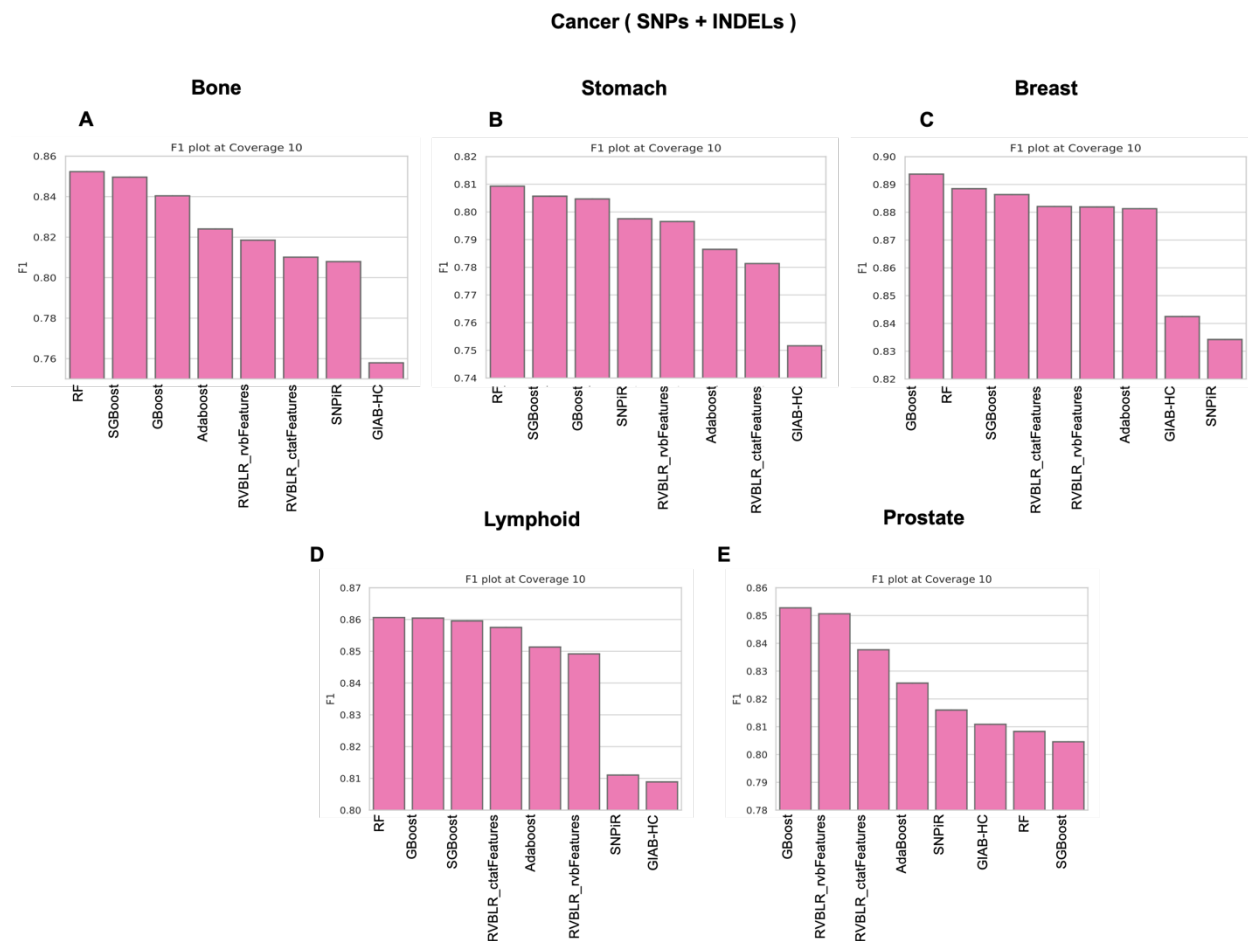 Cancer ( SNPs + INDELs )
Bone
A
F1 plot at Coverage 10
F1
0.86
0.84
0.82
0.80
0.78
0.76
RF
SGBoost
GBoost
Adaboost
RVBLR_rvbFeatures
RVBLR_ctatFeatures
SNPiR
GIAB-HC
Stomach
B
F1 plot at Coverage 10
F1
0.82
0.81
0.80
0.79
0.78
0.77
0.76
0.75
0.74
RF
SGBoost
GBoost
SNPiR
RVBLR_rvbFeatures
Adaboost
RVBLR_ctatFeatures
GIAB-HC
Breast
C
F1 plot at Coverage 10
F1
0.90
0.89
0.88
0.87
0.86
0.85
0.84
0.83
0.82
GBoost
RF
SGBoost
RVBLR_ctatFeatures
RVBLR_rvbFeatures
Adaboost
GIAB-HC
SNPiR
Lymphoid
D
F1 plot at Coverage 10
F1
0.87
0.86
0.85
0.84
0.83
0.82
0.81
0.80
RF
GBoost
SGBoost
RVBLR_ctatFeatures
Adaboost
RVBLR_rvbFeatures
SNPiR
GIAB-HC
Prostate
E
F1 plot at Coverage 10
F1
0.86
0.85
0.84
0.83
0.82
0.81
0.80
0.79
0.78
GBoost
RVBLR_rvbFeatures
RVBLR_ctatFeatures
AdaBoost
SNPiR
GIAB-HC
RF
SGBoost